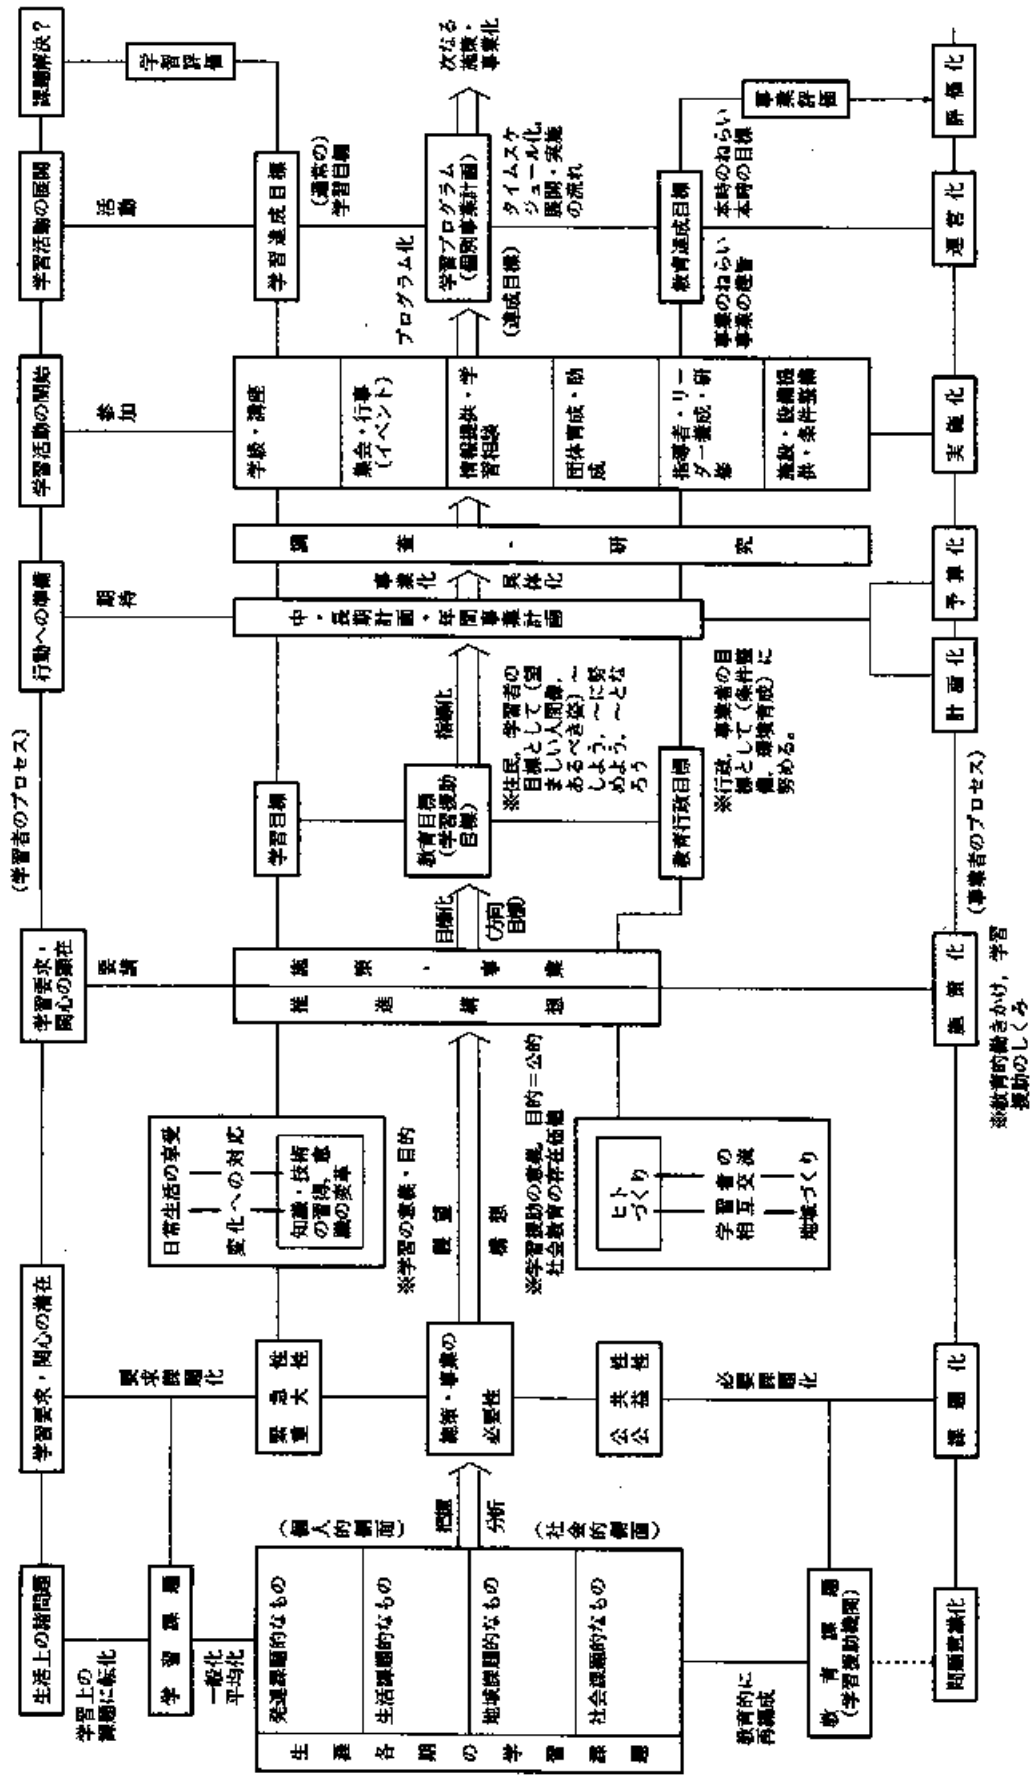 (学習者のプロセス)
生活上の諸問題
学習要求・関心の潜在
学習要求・
関心の顕在
行動への準備
学習活動の開始
学習活動の展開
課題解決?
学習上の
課題に転化
要求課題化
要請
期待
参加
活動
学習評価
学習課題
一般化
平均化
(個人的側面)
緊急性
重大性
日常生活の享受
変化への対応
知識・技術
の習得，意
識の変革
※学習の意義・目的
学習目標
学習達成目標
(通常の)
学習目標
生涯各期の学習課題
発達課題的なもの
生活課題的なもの
地域課題的なもの
社会課題的なもの
把握
分析
(社会的側面)
施策・事業の
必要性
展望
構想
※学習援助の意義，目的＝公的
社会教育の存在価値
施策・事業
推進構想
目標化
(方向
目標)
教育目標
(学習援助
目標)
指標化
※住民，学習者の
目標として(望
ましい人間像，
あるべき姿)～
しよう，～に努
めよう，～とな
ろう
中・長期計画・年間事業計画
事業化
具体化
調査・研究
学級・講座
集会・行事
(イベント)
情報提供・学
習相談
団体育成・助
成
指導者・リー
ダー養成・研
修
施設・設備提
供・条件整備
プログラム化
(達成目標)
学習プログラム
(個別事業計画)
タイムスケ
ジュール化，
展開・実施
の流れ
次なる
施策・
事業化
公共性
公益性
ヒト
づくり
学習者の
相互交流
地域づくり
教育行政目標
※行政，事業者の目
標として(条件整
備，環境育成)に
努める。
教育達成目標
事業のねらい
事業の趣旨
本時のねらい
本時の目標
事業評価
教育的に
再編成
教育課題
(学習援助機関)
必要課題化
問題意識化
課題化
施策化
計画化
予算化
実施化
運営化
評価化
(事業者のプロセス)
※教育的働きかけ，学習
援助のしくみ